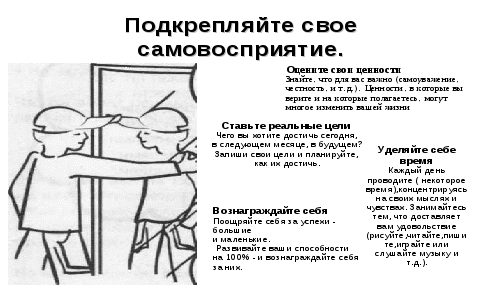 Подкрепляйте свое
самовосприятие.
Оцените свои ценности
Знайте, что для вас важно (самоуважение,
честность, и т.д.). Ценности, в которые вы
верите и на которые полагаетесь, могут
многое изменить вашей жизни
Ставьте реальные цели
Чего вы хотите достичь сегодня,
в следующем месяце, в будущем?
Запиши свои цели и планируйте,
как их достичь.
Уделяйте себе
время
Каждый день
проводите ( некоторое
время),концентрируясь
на своих мыслях и
чувствах. Занимайтесь
тем, что доставляет
вам удовольствие
(рисуйте,читайте,пиши
те,играйте или
слушайте музыку и
т.д.).
Вознаграждайте себя
Поощряйте себя за успехи -
большие
и маленькие.
Развивайте ваши способности
на 100% - и вознаграждайте себя
за них.